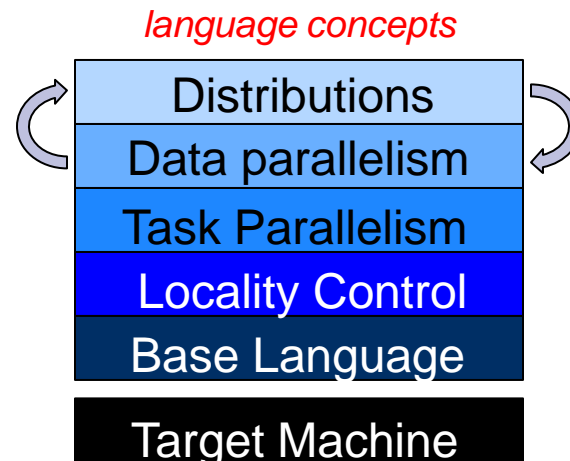 language concepts
Distributions
Data parallelism
Task Parallelism
Locality Control
Base Language
Target Machine